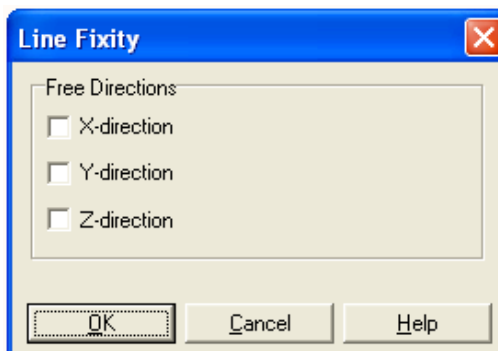 Line Fixity
Free Directions
X-direction
Y-direction
Z-direction
OK Cancel Help